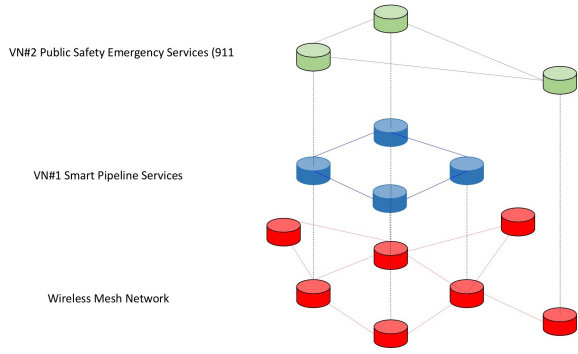 VN#2 Public Safety Emergency Services (911
VN#1 Smart Pipeline Services
Wireless Mesh Network